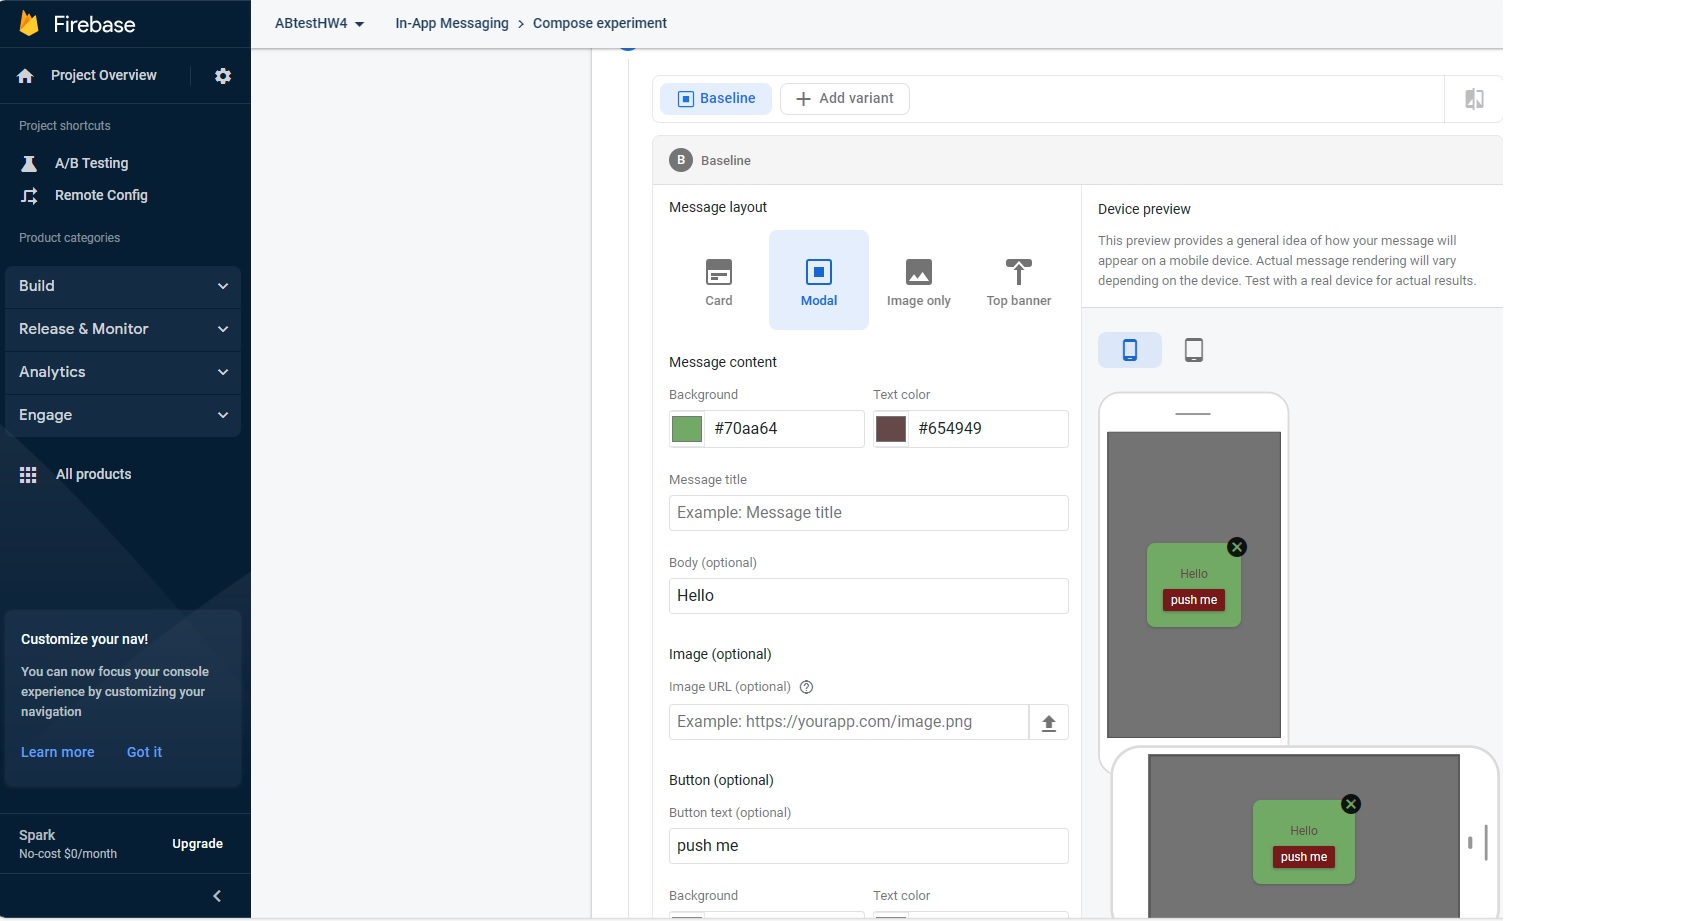 Firebase
ABtestHW4
In-App Messaging > Compose experiment
Project Overview
Project shortcuts
A/B Testing
Remote Config
Product categories
Build
Release & Monitor
Analytics
Engage
All products
Customize your nav!
You can now focus your console
experience by customizing your
navigation
Learn more
Got it
Spark
No-cost $0/month
Upgrade
Baseline
Add variant
B
Baseline
Message layout
Card
Modal
Image only
Top banner
Message content
Background
Text color
#70aa64
#654949
Message title
Example: Message title
Body (optional)
Hello
Image (optional)
Image URL (optional)
Example: https://yourapp.com/image.png
Button (optional)
Button text (optional)
push me
Background
Text color
Device preview
This preview provides a general idea of how your message will
appear on a mobile device. Actual message rendering will vary
depending on the device. Test with a real device for actual results.
Hello
push me
Hello
push me